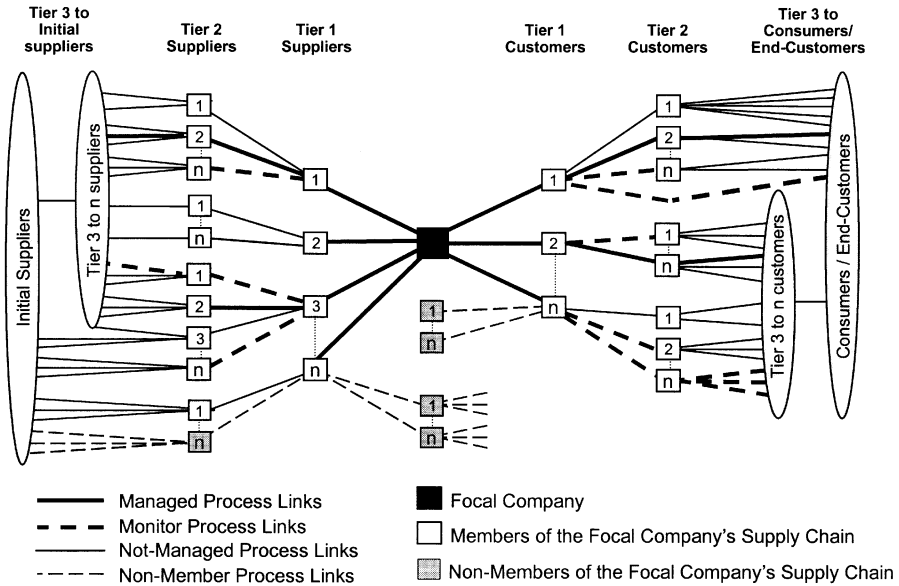 Tier 3 to
Initial
suppliers
Tier 2
Suppliers
Tier 1
Suppliers
Tier 1
Customers
Tier 2
Customers
Tier 3 to
Consumers/
End-Customers
Initial Suppliers
Tier 3 to n suppliers
1
2
n
1
n
1
2
3
n
1
n
1
2
3
n
1
n
1
n
1
2
n
1
2
n
1
n
1
2
n
Tier 3 to n customers
Consumers / End-Customers
Managed Process Links
Monitor Process Links
Not-Managed Process Links
Non-Member Process Links
Focal Company
Members of the Focal Company's Supply Chain
Non-Members of the Focal Company's Supply Chain